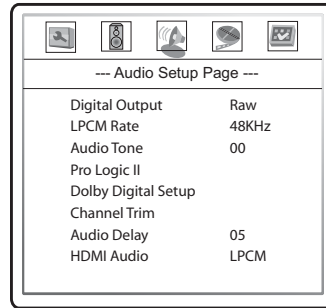 --- Audio Setup Page ---
Digital Output Raw
LPCM Rate 48KHz
Audio Tone 00
Pro Logic II
Dolby Digital Setup
Channel Trim
Audio Delay 05
HDMI Audio LPCM